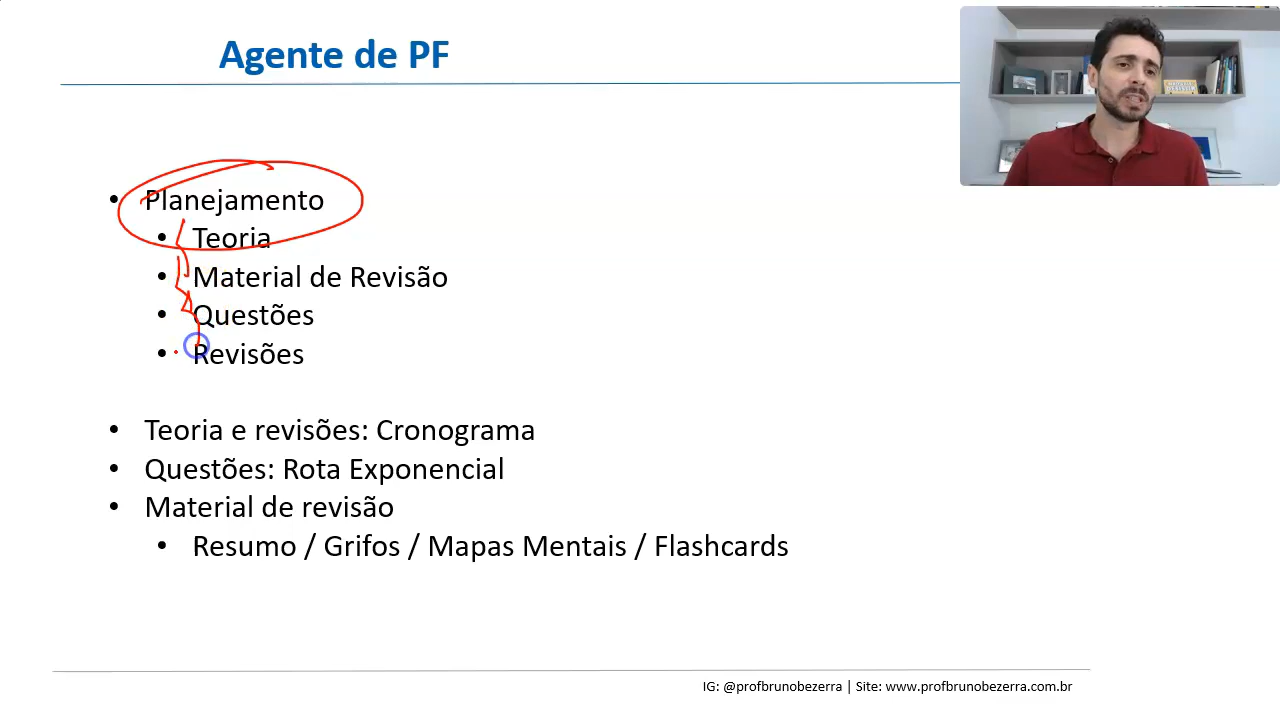 Agente de PF
• Planejamento
• Teoria
• Material de Revisão
• Questões
• Revisões
• Teoria e revisões: Cronograma
• Questões: Rota Exponencial
• Material de revisão
• Resumo / Grifos / Mapas Mentais / Flashcards
IG: @profbrunobezerra | Site: www.profbrunobezerra.com.br